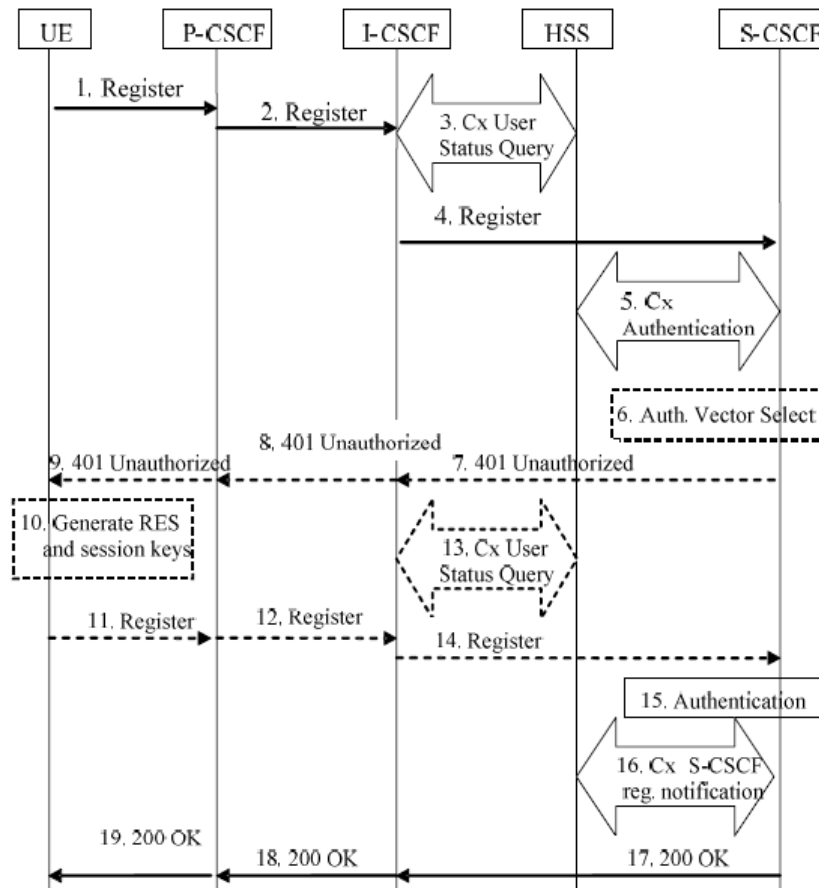 UE
P-CSCF
I-CSCF
HSS
S-CSCF
1. Register
2. Register
3. Cx User
Status Query
4. Register
5. Cx
Authentication
6. Auth. Vector Select
7. 401 Unauthorized
8. 401 Unauthorized
9. 401 Unauthorized
10. Generate RES
and session keys
11. Register
12. Register
13. Cx User
Status Query
14. Register
15. Authentication
16. Cx S-CSCF
reg. notification
17. 200 OK
18. 200 OK
19. 200 OK